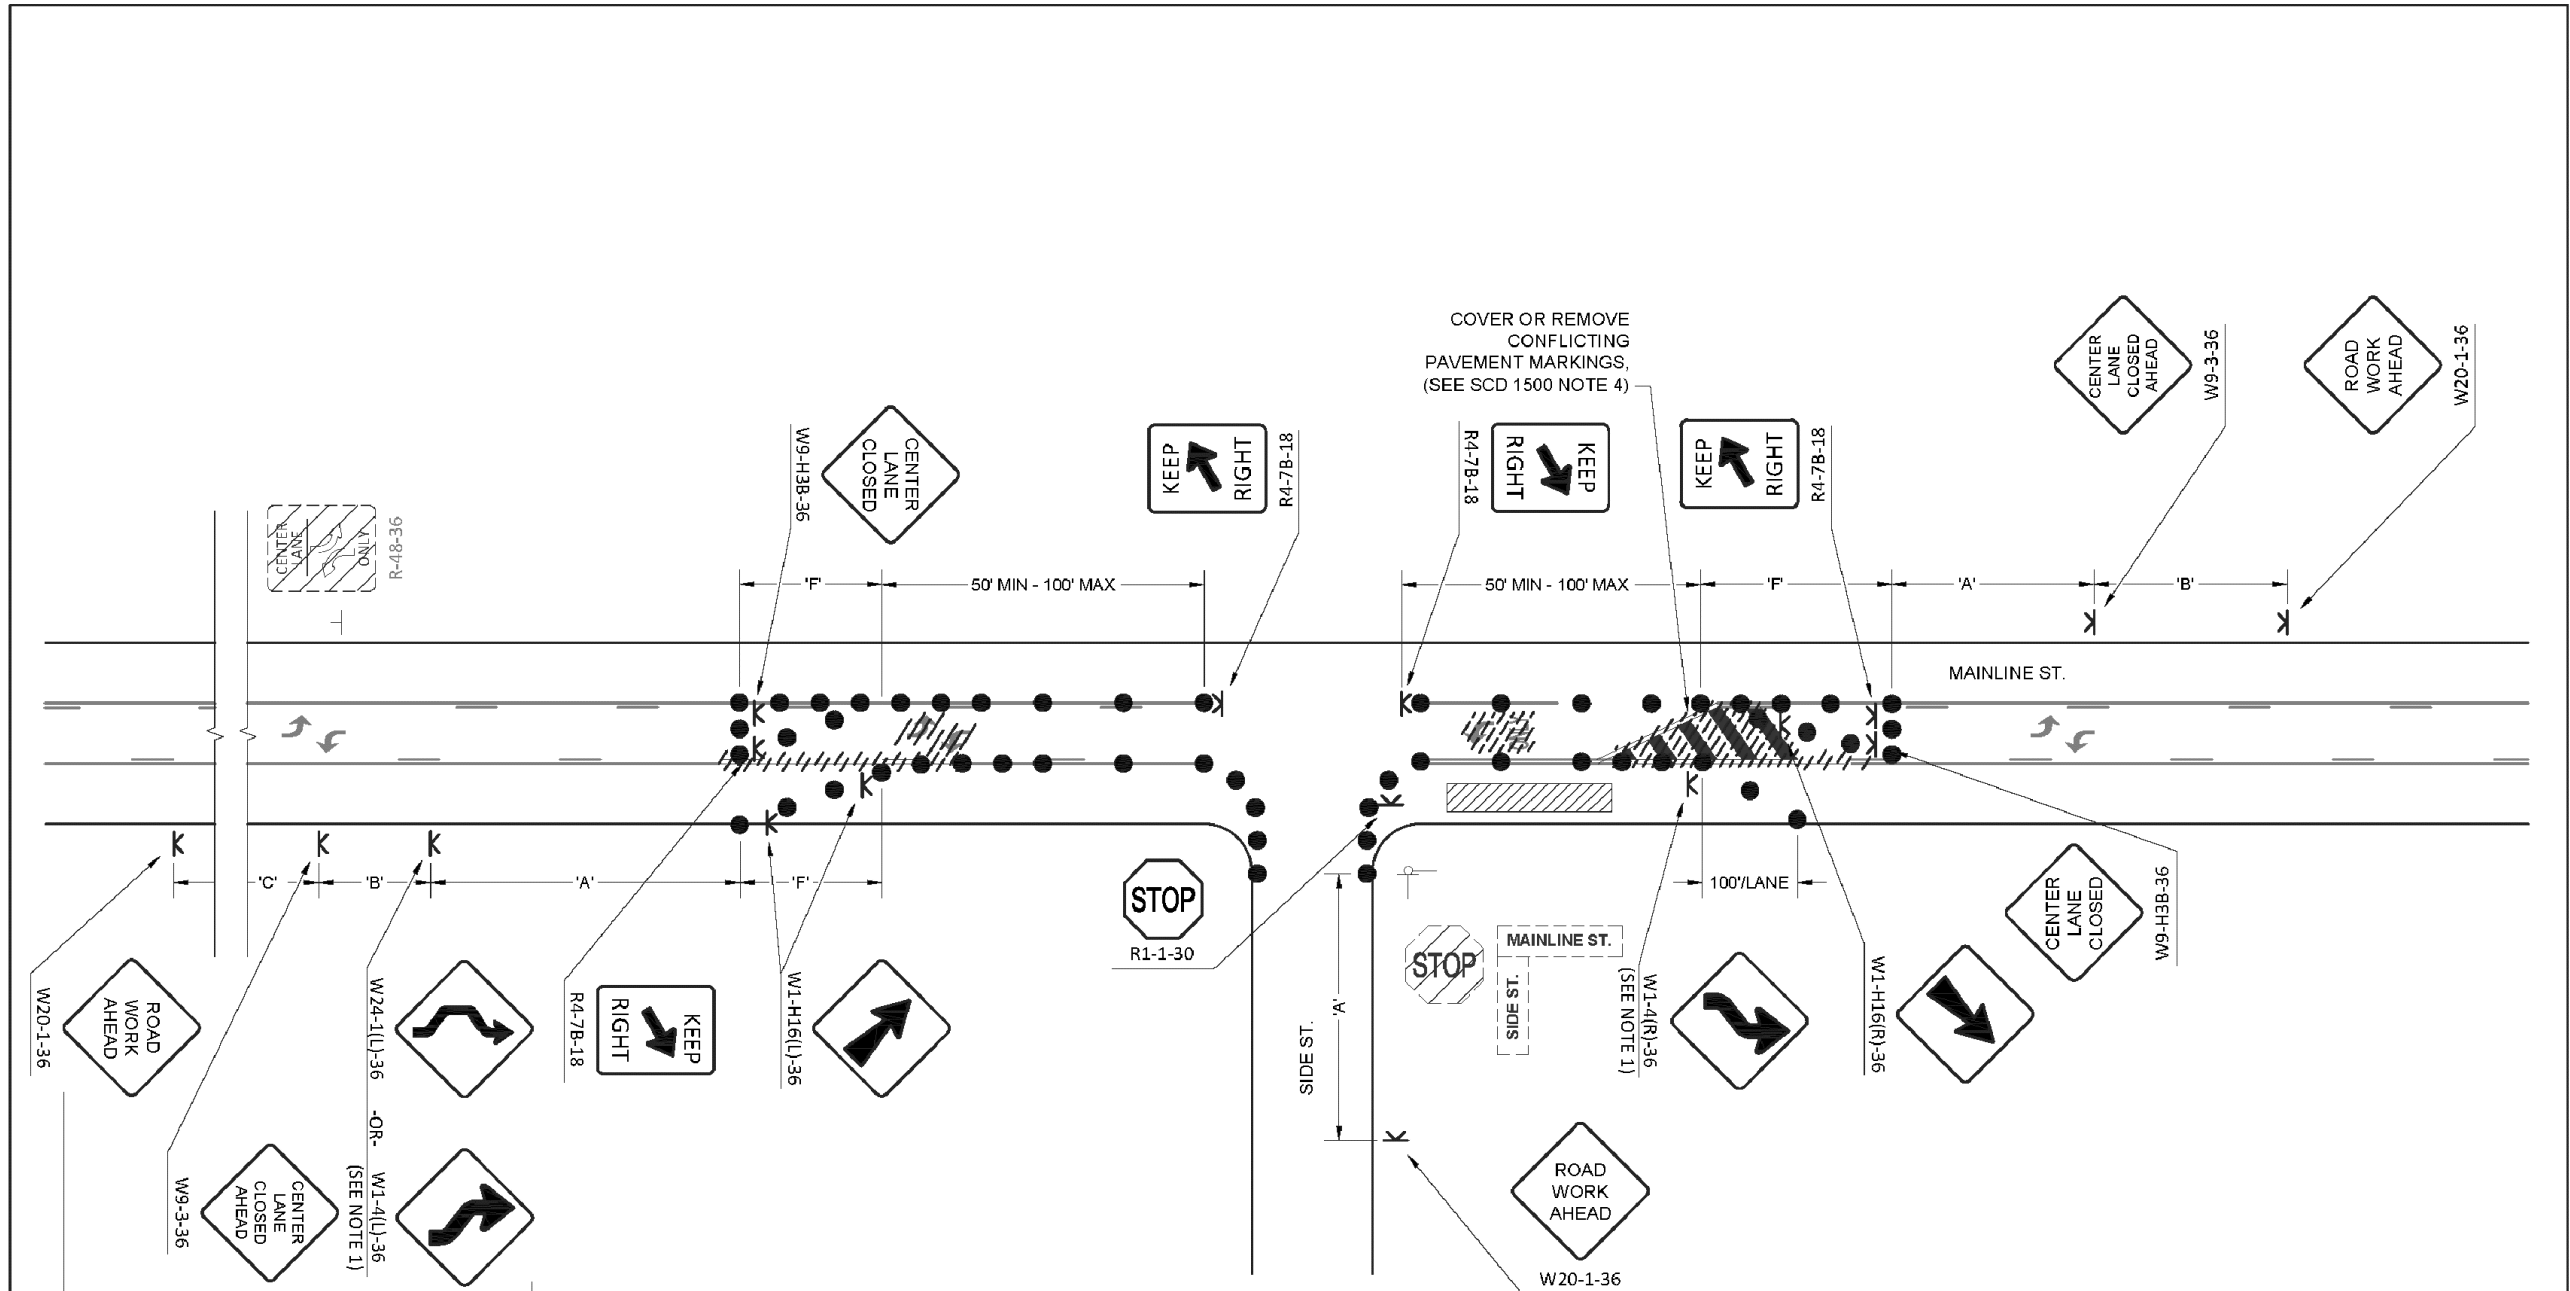 COVER OR REMOVE
CONFLICTING
PAVEMENT MARKINGS,
(SEE SCD 1500 NOTE 4)
CENTER
LANE
CLOSED
AHEAD
W9-3-36
ROAD
WORK
AHEAD
W20-1-36
W9-H3B-36
CENTER
LANE
CLOSED
KEEP
RIGHT
R4-7B-18
R4-7B-18
KEEP
RIGHT
KEEP
RIGHT
R4-7B-18
CENTER
LANE
ONLY
R-48-36
'F'
50' MIN - 100' MAX
50' MIN - 100' MAX
'F'
'A'
'B'
MAINLINE ST.
'C'
'B'
'A'
'F'
100'/LANE
STOP
R1-1-30
'A'
SIDE ST.
STOP
MAINLINE ST.
SIDE ST.
W20-1-36
ROAD
WORK
AHEAD
W9-3-36
CENTER
LANE
CLOSED
AHEAD
W24-1(L)-36
-OR-
W1-4(L)-36
(SEE NOTE 1)
R4-7B-18
KEEP
RIGHT
W1-H16(L)-36
W1-4(R)-36
(SEE NOTE 1)
W1-H16(R)-36
CENTER
LANE
CLOSED
W9-H3B-36
ROAD
WORK
AHEAD
W20-1-36